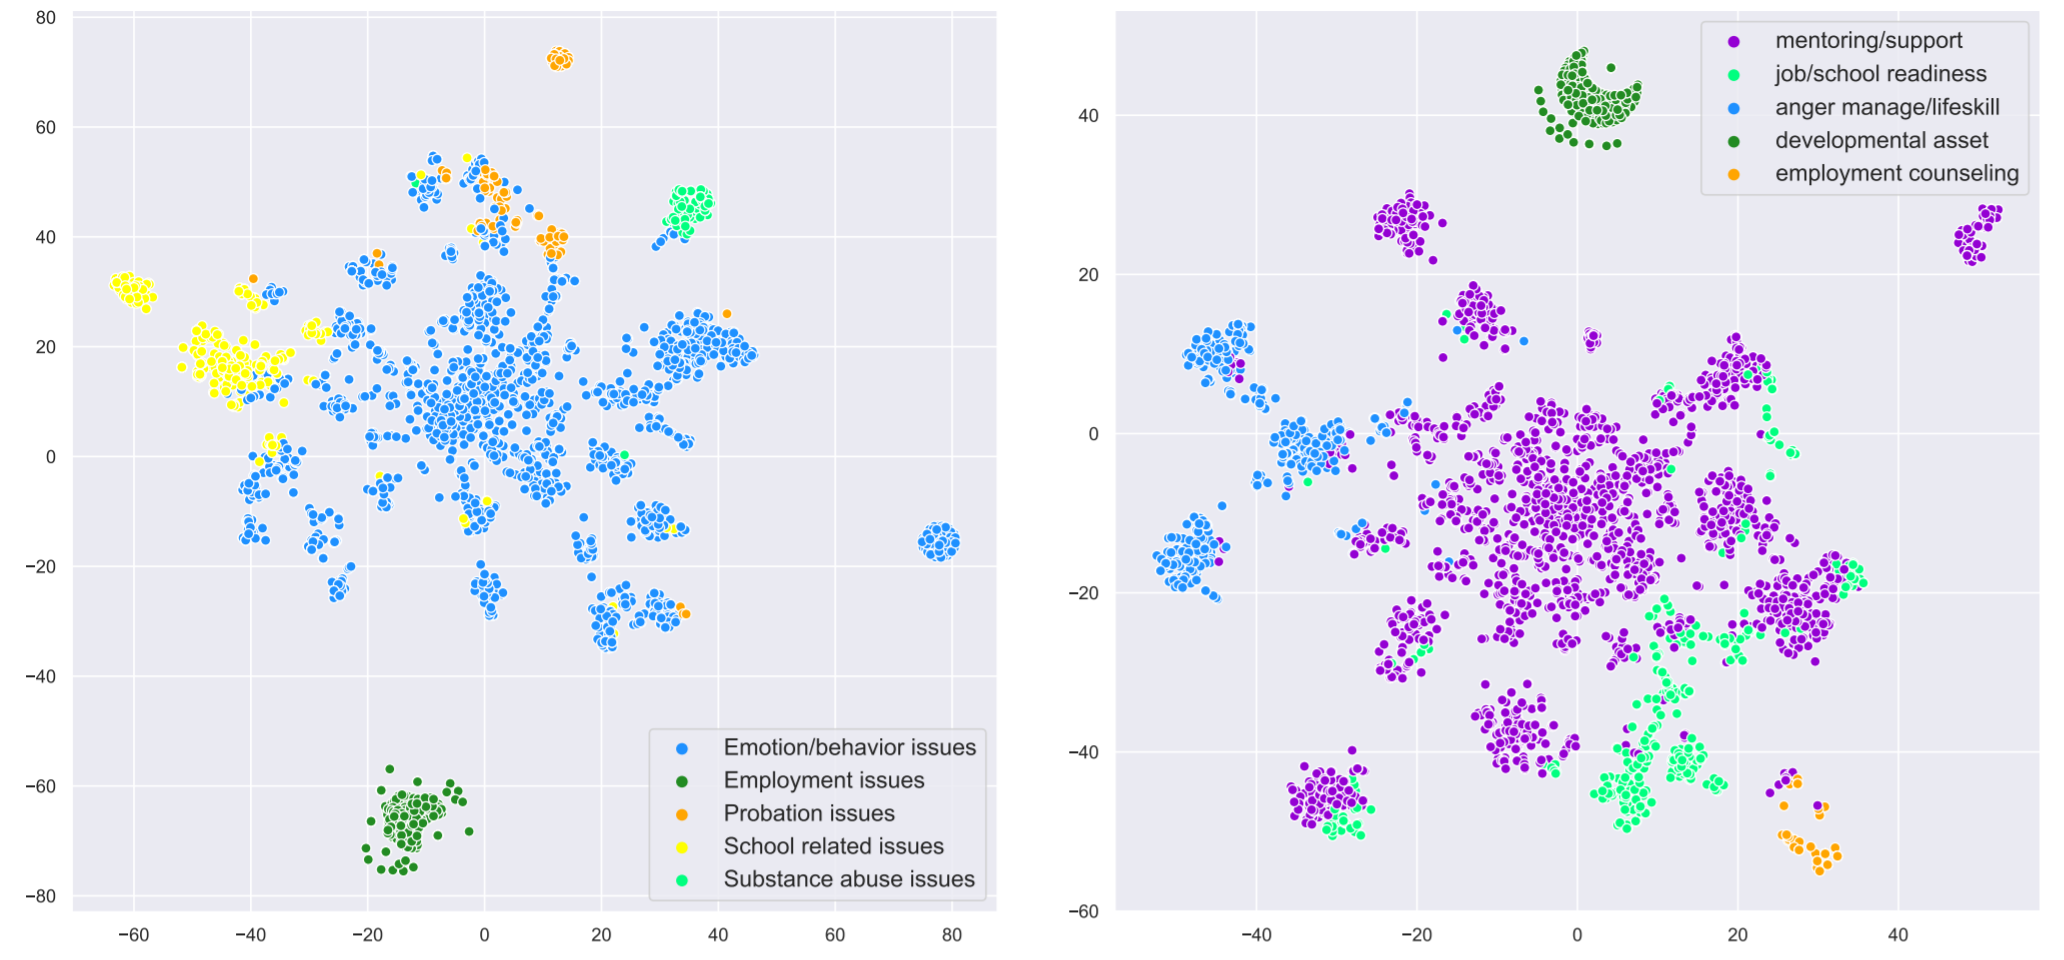 80
60
40
20
0
−20
−40
−60
−80
−60
−40
−20
0
20
40
60
80
Emotion/behavior issues
Employment issues
Probation issues
School related issues
Substance abuse issues
40
20
0
−20
−40
−60
−40
−20
0
20
40
mentoring/support
job/school readiness
anger manage/lifeskill
developmental asset
employment counseling